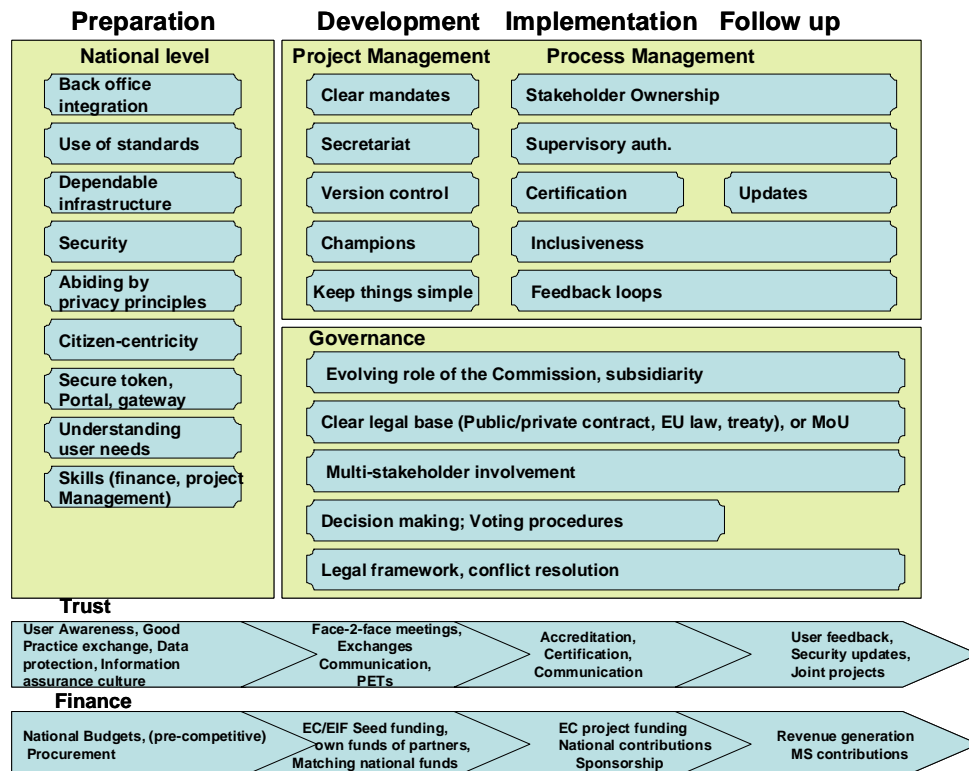 Preparation
Development
Implementation
Follow up
National level
Back office
integration
Use of standards
Dependable
infrastructure
Security
Abiding by
privacy principles
Citizen-centricity
Secure token,
Portal, gateway
Understanding
user needs
Skills (finance, project
Management)
Project Management
Process Management
Clear mandates
Stakeholder Ownership
Secretariat
Supervisory auth.
Version control
Certification
Updates
Champions
Inclusiveness
Keep things simple
Feedback loops
Governance
Evolving role of the Commission, subsidiarity
Clear legal base (Public/private contract, EU law, treaty), or MoU
Multi-stakeholder involvement
Decision making; Voting procedures
Legal framework, conflict resolution
Trust
User Awareness, Good
Practice exchange, Data
protection, Information
assurance culture
Face-2-face meetings,
Exchanges
Communication,
PETs
Accreditation,
Certification,
Communication
User feedback,
Security updates,
Joint projects
Finance
National Budgets, (pre-competitive)
Procurement
EC/EIF Seed funding,
own funds of partners,
Matching national funds
EC project funding
National contributions
Sponsorship
Revenue generation
MS contributions